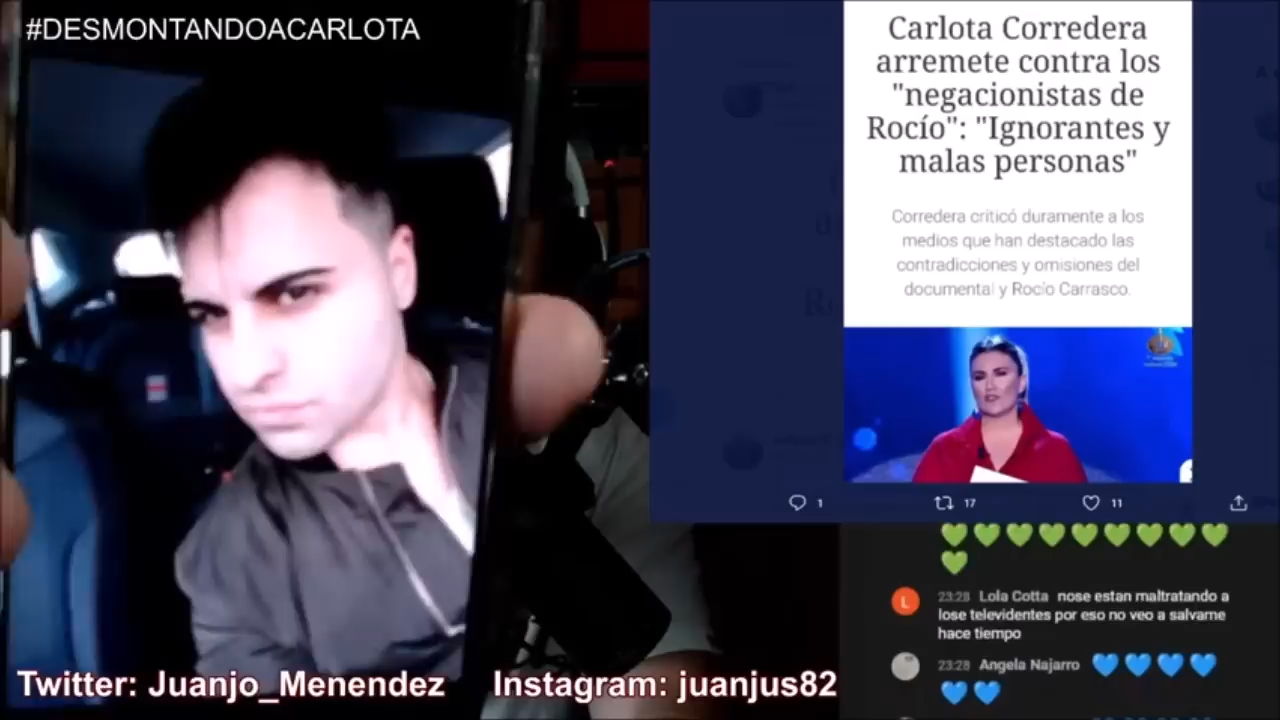 #DESMONTANDOACARLOTA
Carlota Corredera
arremete contra los
"negacionistas de
Rocío": "Ignorantes y
malas personas"
Corredera criticó duramente a los
medios que han destacado las
contradicciones y omisiones del
documental y Rocío Carrasco.
1
17
11
L
23:28 Lola Cotta nose estan maltratando a
lose televidentes por eso no veo a salvame
hace tiempo
23:28 Angela Najarro
Twitter: Juanjo_Menendez
Instagram: juanjus82